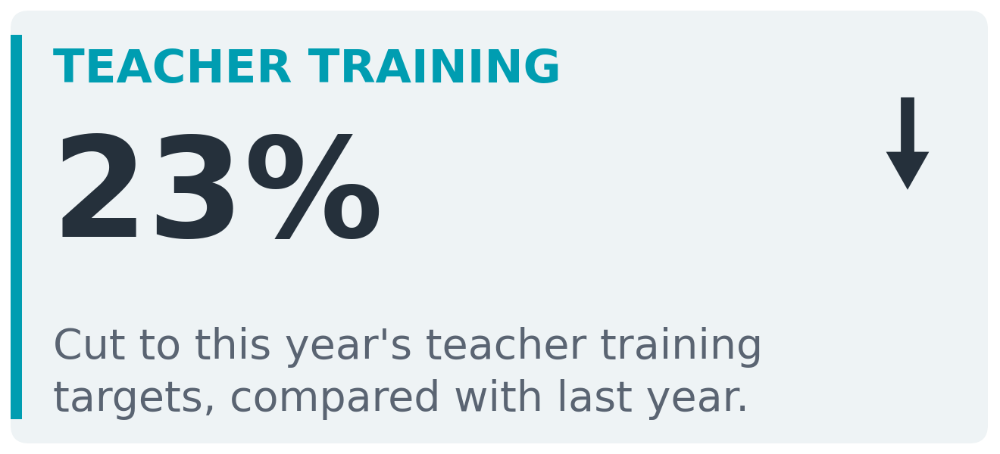 TEACHER TRAINING
23%
Cut to this year's teacher training
targets, compared with last year.